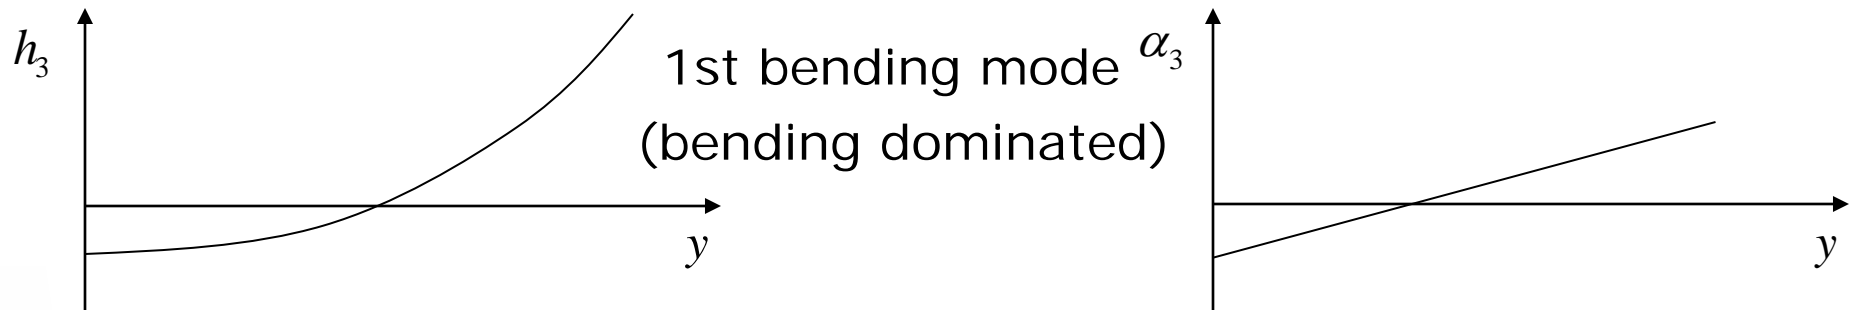 h₃
1st bending mode
(bending dominated)
y
α₃
y